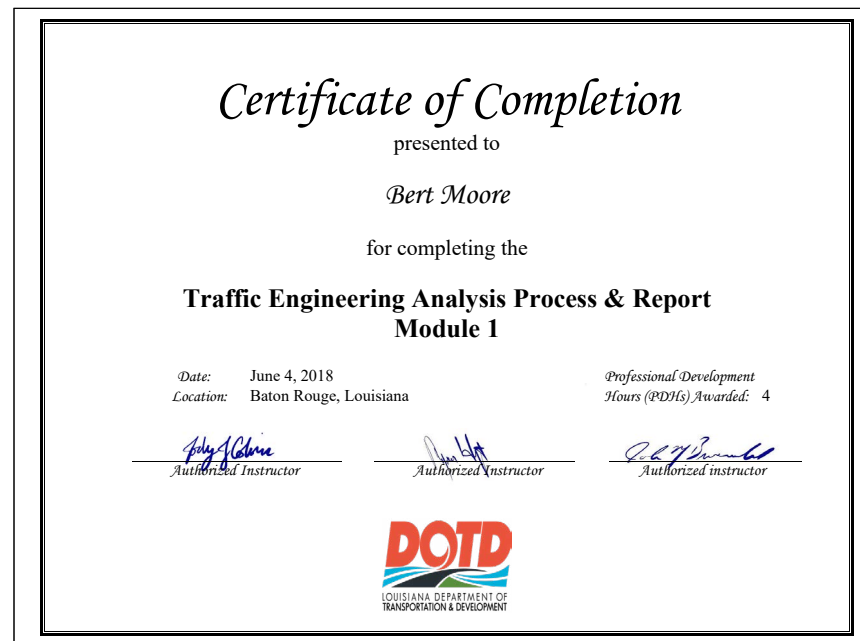 Certificate of Completion
presented to
Bert Moore
for completing the
Traffic Engineering Analysis Process & Report
Module 1
Date: June 4, 2018
Location: Baton Rouge, Louisiana
Professional Development
Hours (PDHs) Awarded: 4
Authorized Instructor
Authorized Instructor
Authorized instructor
DOTD
LOUISIANA DEPARTMENT OF
TRANSPORTATION & DEVELOPMENT